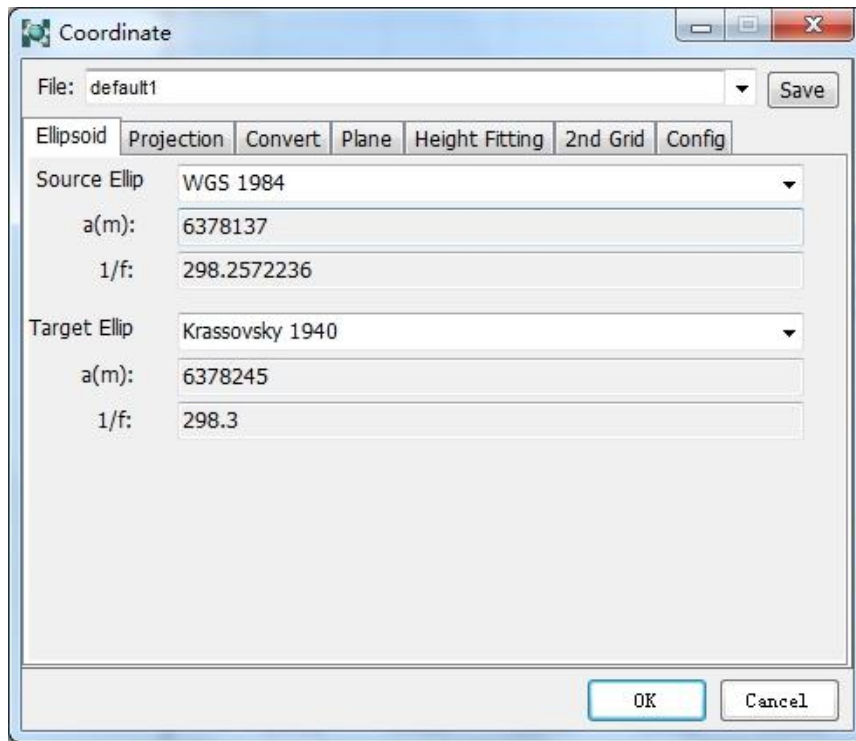 Coordinate
File: default1 Save
Ellipsoid Projection Convert Plane Height Fitting 2nd Grid Config
Source Ellip WGS 1984
a(m): 6378137
1/f: 298.2572236
Target Ellip Krassovsky 1940
a(m): 6378245
1/f: 298.3
OK Cancel